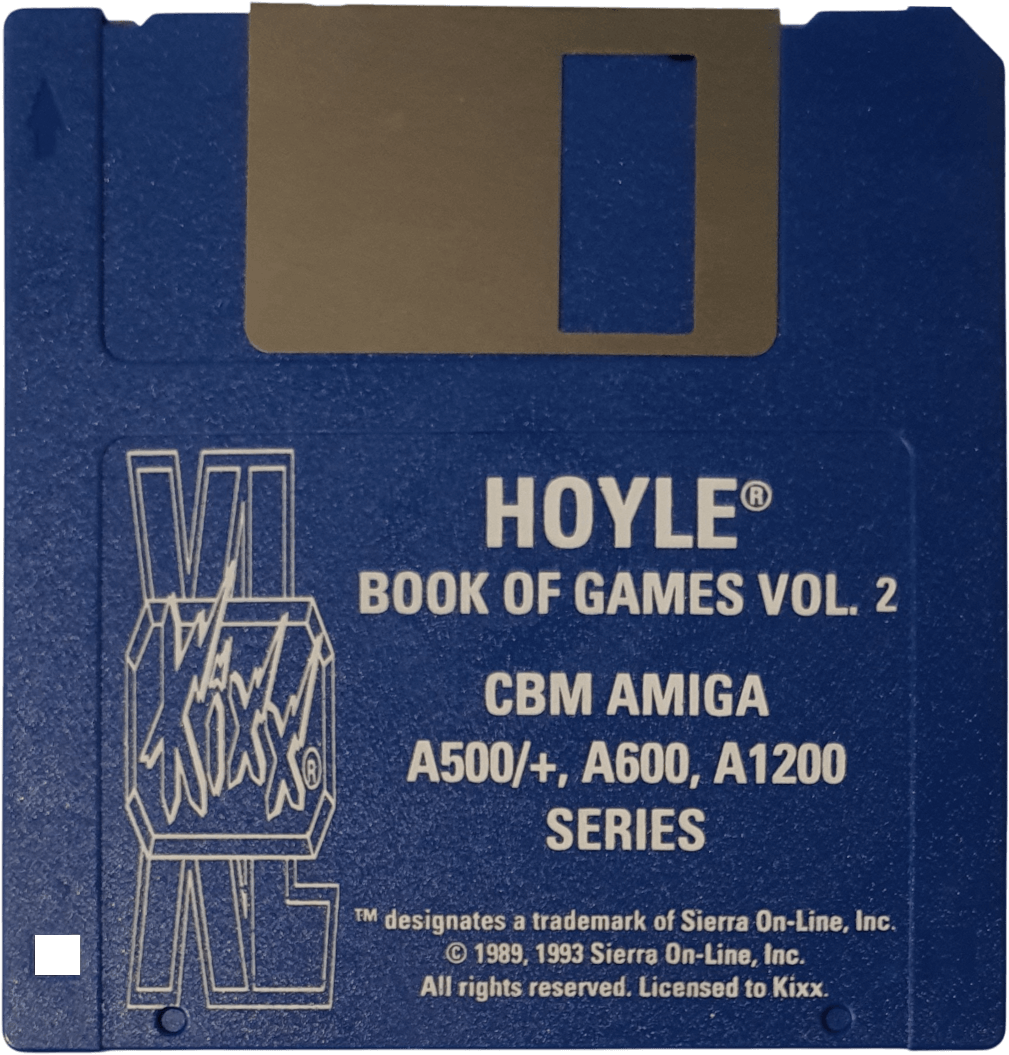 HOYLE®
BOOK OF GAMES VOL. 2
CBM AMIGA
A500/+, A600, A1200
SERIES
™ designates a trademark of Sierra On-Line, Inc.
© 1989, 1993 Sierra On-Line, Inc.
All rights reserved. Licensed to Kixx.
KixX®
XL